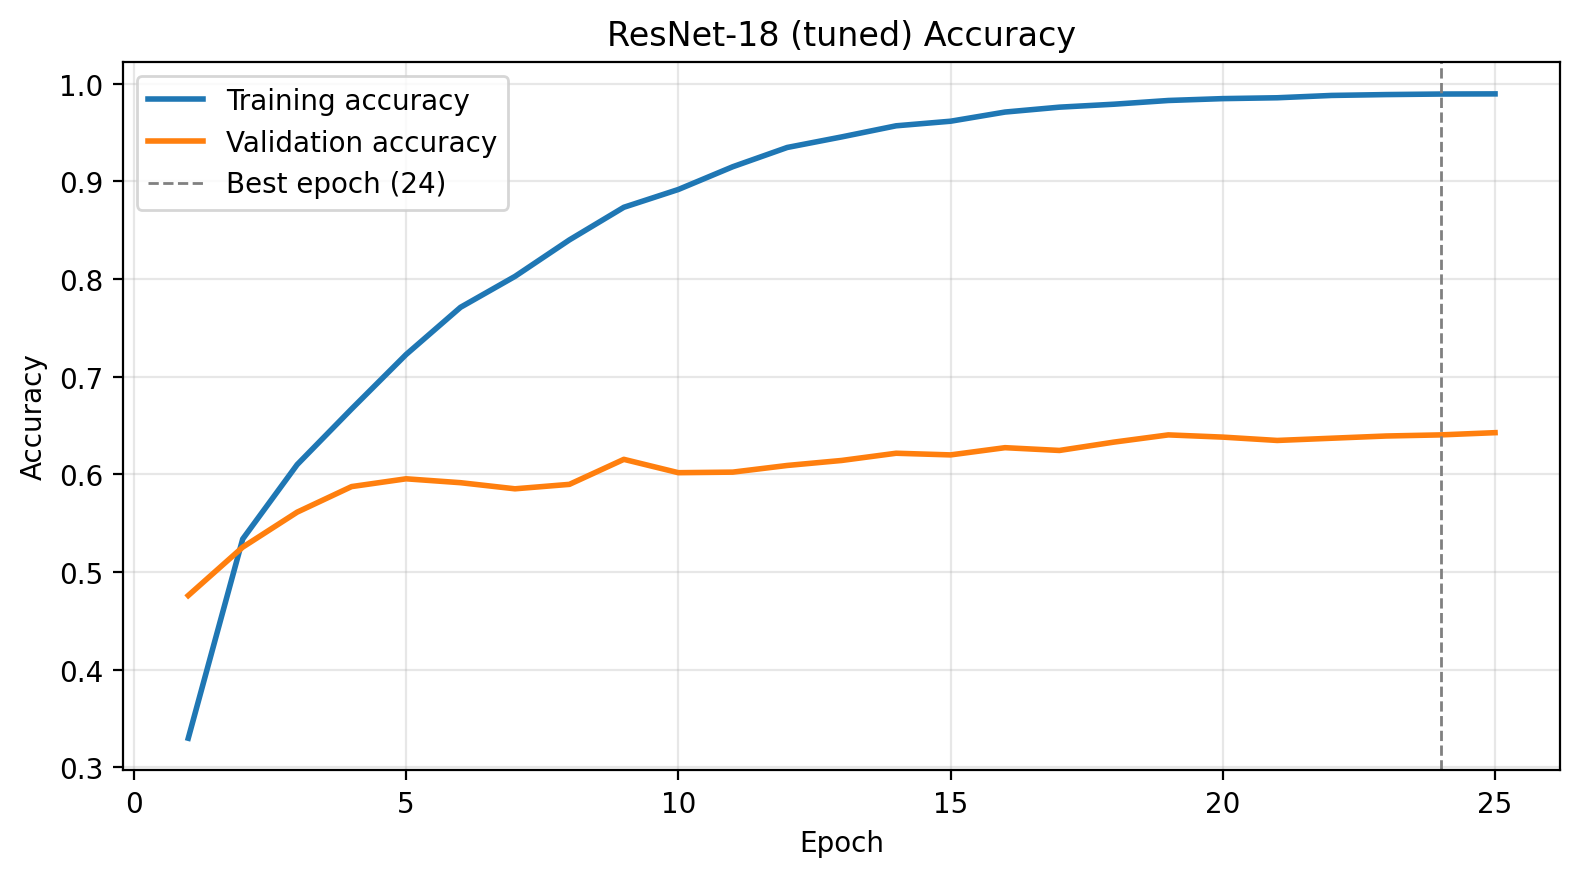 ResNet-18 (tuned) Accuracy
1.0
0.9
0.8
0.7
0.6
0.5
0.4
0.3
Accuracy
Training accuracy
Validation accuracy
Best epoch (24)
0 5 10 15 20 25
Epoch